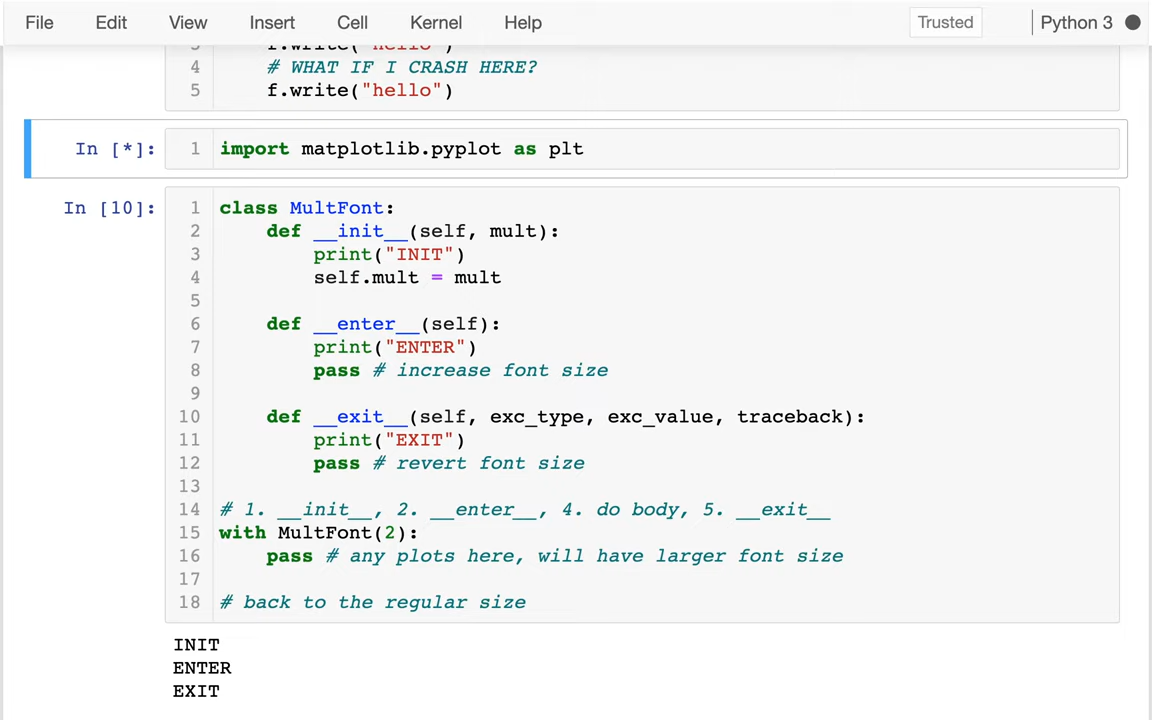 File Edit View Insert Cell Kernel Help Trusted Python 3
3 f.write("hello")
4 # WHAT IF I CRASH HERE?
5 f.write("hello")
In [*]: 1 import matplotlib.pyplot as plt
In [10]: 1 class MultFont:
2 def __init__(self, mult):
3 print("INIT")
4 self.mult = mult
5
6 def __enter__(self):
7 print("ENTER")
8 pass # increase font size
9
10 def __exit__(self, exc_type, exc_value, traceback):
11 print("EXIT")
12 pass # revert font size
13
14 # 1. __init__, 2. __enter__, 4. do body, 5. __exit__
15 with MultFont(2):
16 pass # any plots here, will have larger font size
17
18 # back to the regular size
INIT
ENTER
EXIT